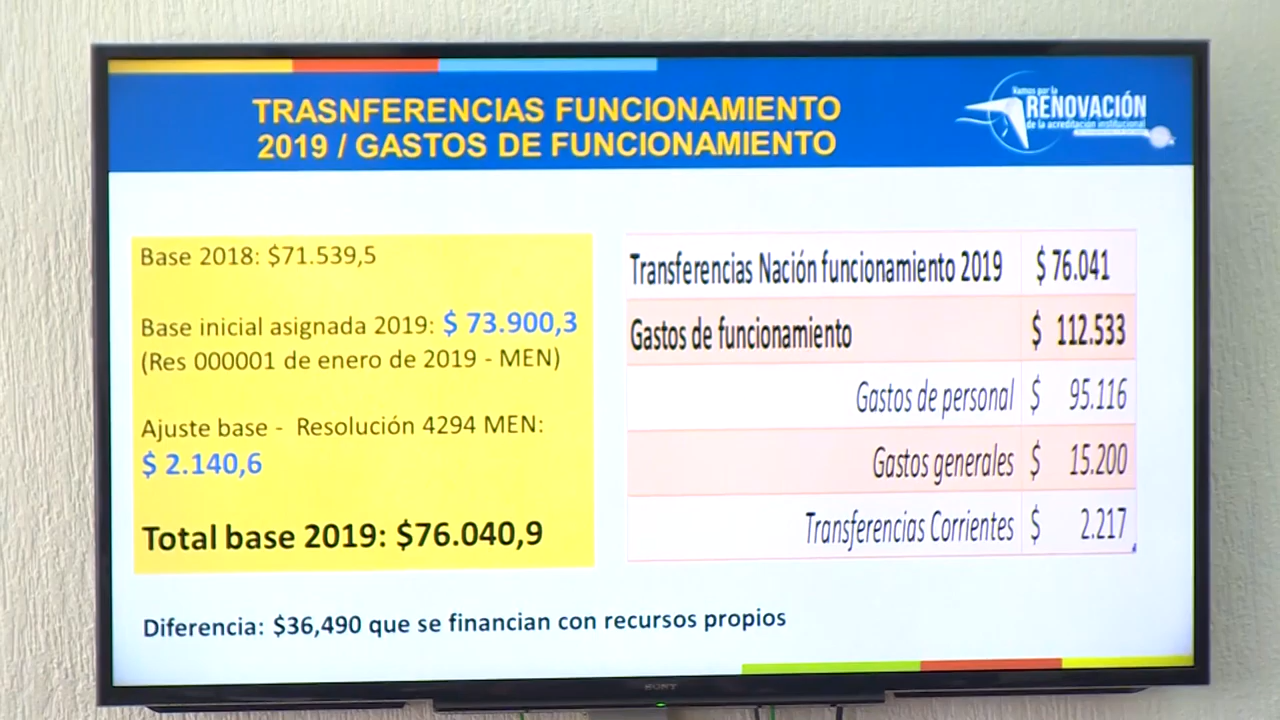 TRASNFERENCIAS FUNCIONAMIENTO
2019 / GASTOS DE FUNCIONAMIENTO
Vamos por la
RENOVACIÓN
de la acreditación institucional
Base 2018: $71.539,5
Base inicial asignada 2019: $ 73.900,3
(Res 000001 de enero de 2019 - MEN)
Ajuste base - Resolución 4294 MEN:
$ 2.140,6
Total base 2019: $76.040,9
Transferencias Nación funcionamiento 2019 $ 76.041
Gastos de funcionamiento $ 112.533
Gastos de personal $ 95.116
Gastos generales $ 15.200
Transferencias Corrientes $ 2.217
Diferencia: $36,490 que se financian con recursos propios
SONY